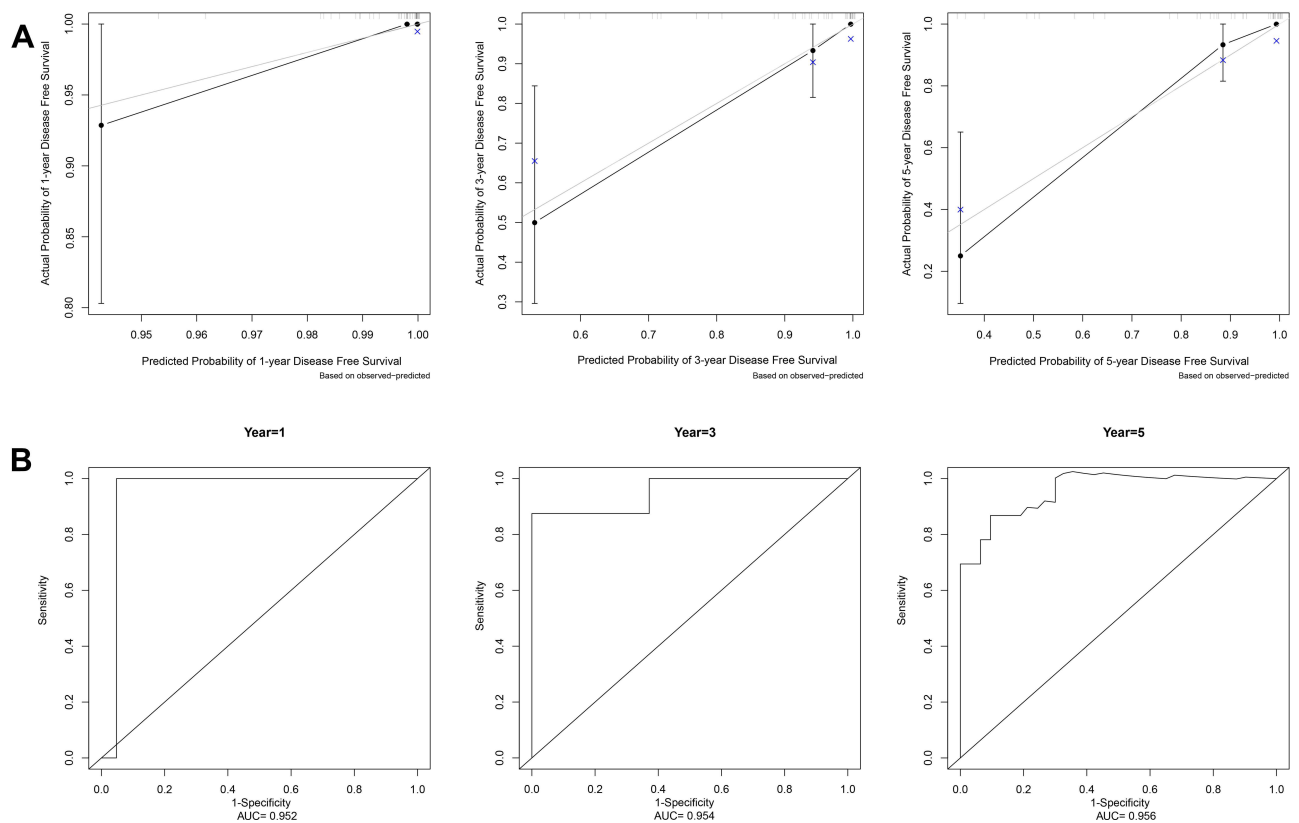 A
Actual Probability of 1-year Disease Free Survival
1.00
0.95
0.90
0.85
0.80
0.95 0.96 0.97 0.98 0.99 1.00
Predicted Probability of 1-year Disease Free Survival
Based on observed−predicted
Actual Probability of 3-year Disease Free Survival
1.0
0.9
0.8
0.7
0.6
0.5
0.4
0.3
0.6 0.7 0.8 0.9 1.0
Predicted Probability of 3-year Disease Free Survival
Based on observed−predicted
Actual Probability of 5-year Disease Free Survival
1.0
0.8
0.6
0.4
0.2
0.4 0.5 0.6 0.7 0.8 0.9 1.0
Predicted Probability of 5-year Disease Free Survival
Based on observed−predicted
B
Year=1
Sensitivity
1.0
0.8
0.6
0.4
0.2
0.0
0.0 0.2 0.4 0.6 0.8 1.0
1-Specificity
AUC= 0.952
Year=3
Sensitivity
1.0
0.8
0.6
0.4
0.2
0.0
0.0 0.2 0.4 0.6 0.8 1.0
1-Specificity
AUC= 0.954
Year=5
Sensitivity
1.0
0.8
0.6
0.4
0.2
0.0
0.0 0.2 0.4 0.6 0.8 1.0
1-Specificity
AUC= 0.956